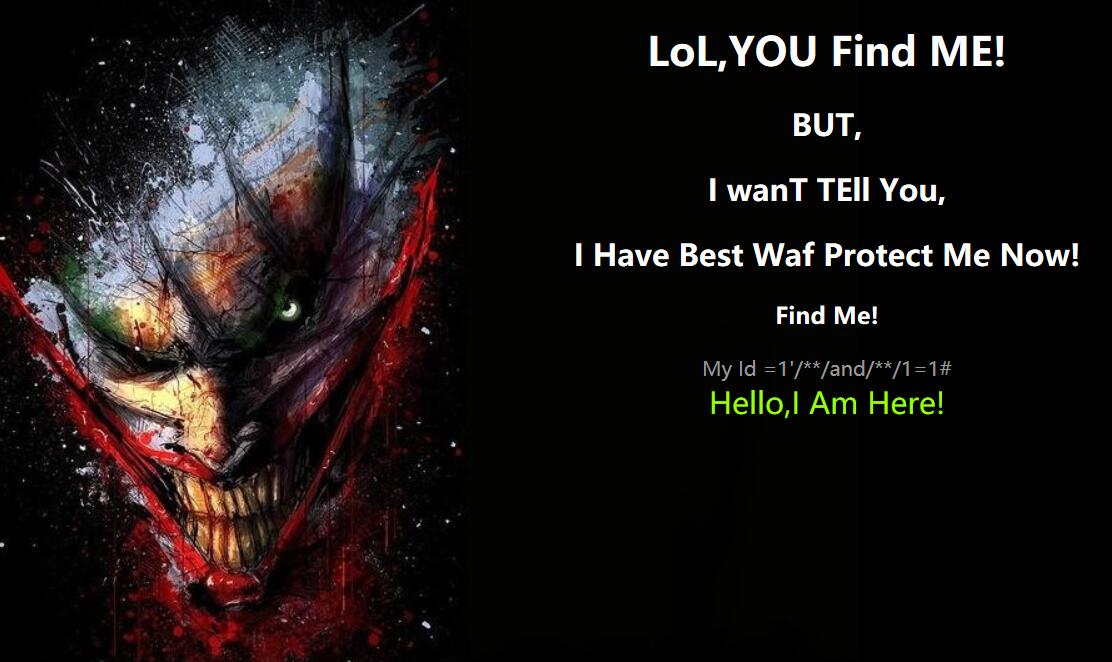 LoL,YOU Find ME!
BUT,
I wanT TEll You,
I Have Best Waf Protect Me Now!
Find Me!
My Id =1'/**/and/**/1=1#
Hello,I Am Here!